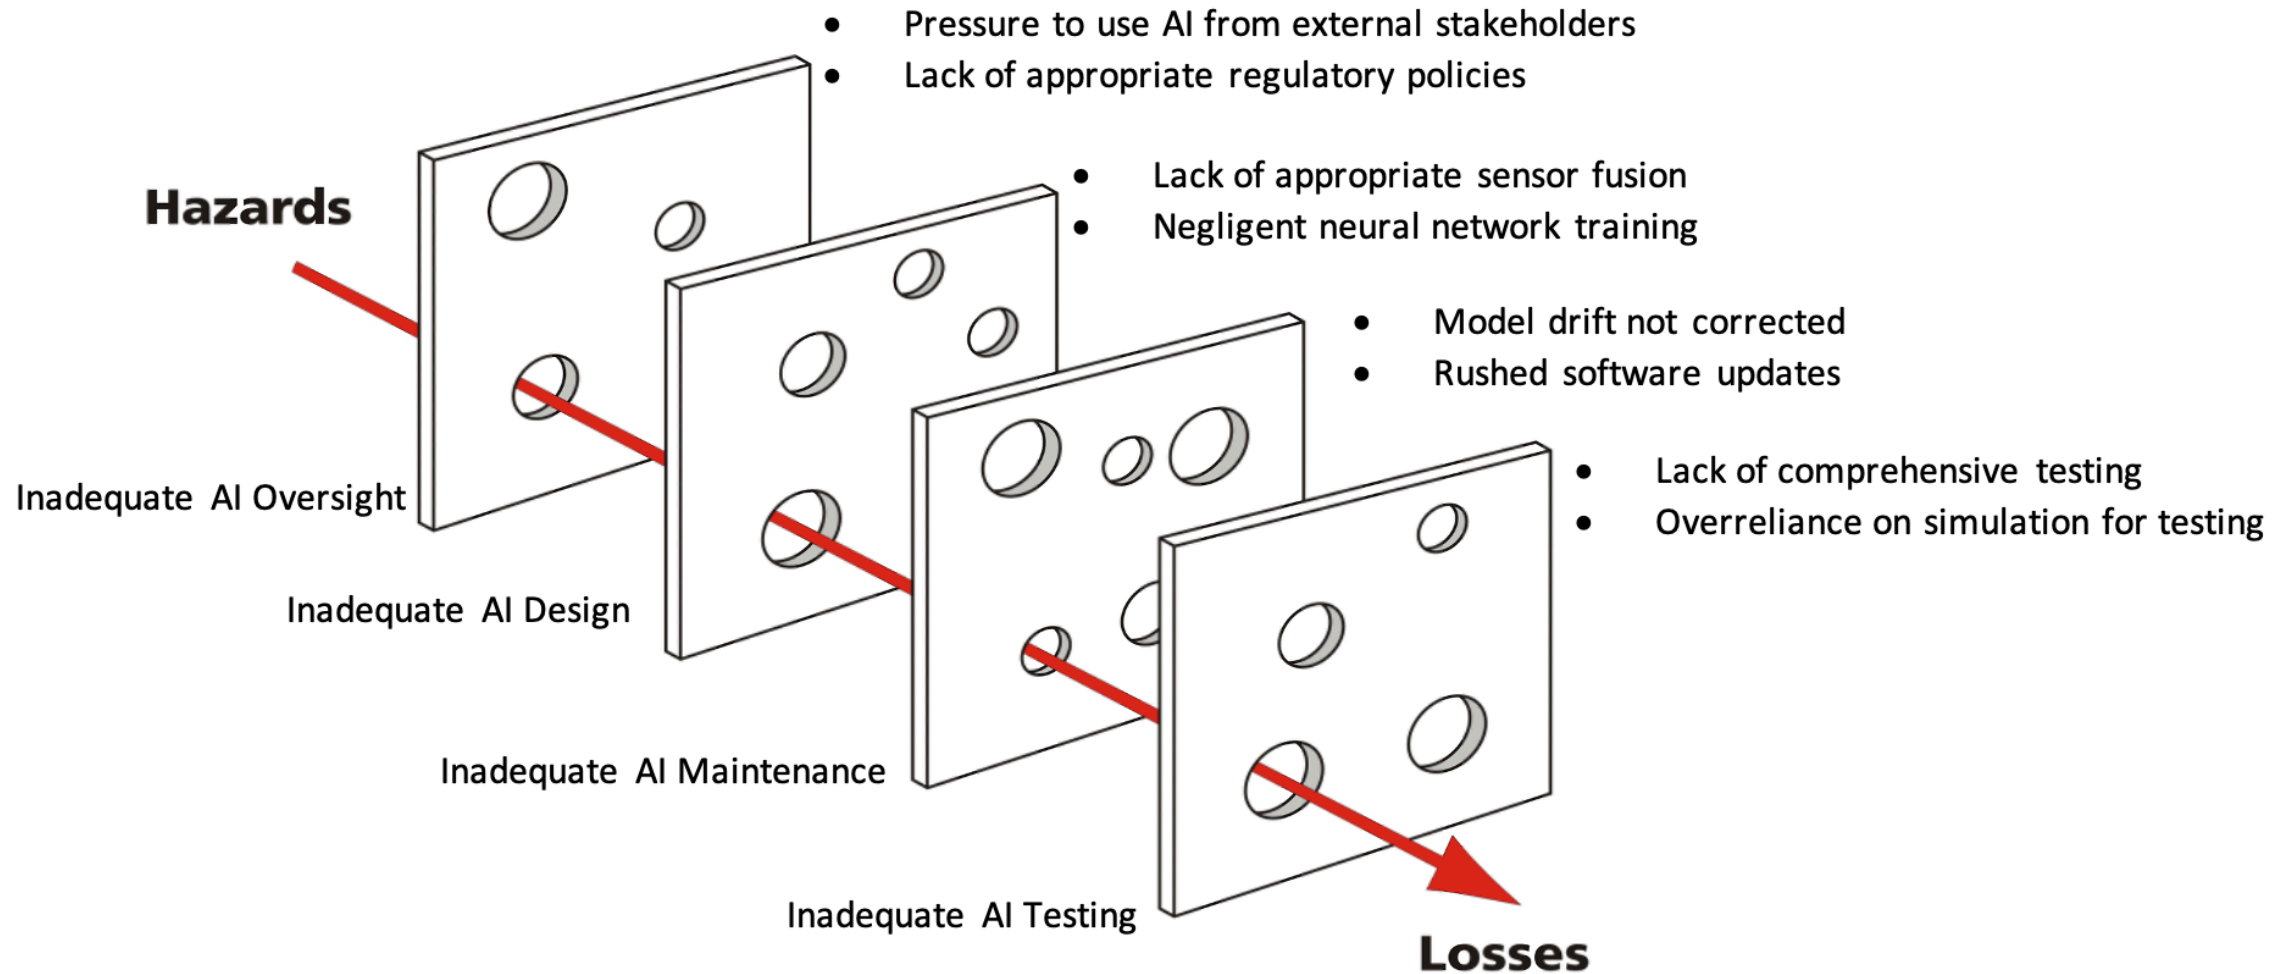 • Pressure to use AI from external stakeholders
• Lack of appropriate regulatory policies
Hazards
Inadequate AI Oversight
• Lack of appropriate sensor fusion
• Negligent neural network training
Inadequate AI Design
• Model drift not corrected
• Rushed software updates
Inadequate AI Maintenance
• Lack of comprehensive testing
• Overreliance on simulation for testing
Inadequate AI Testing
Losses